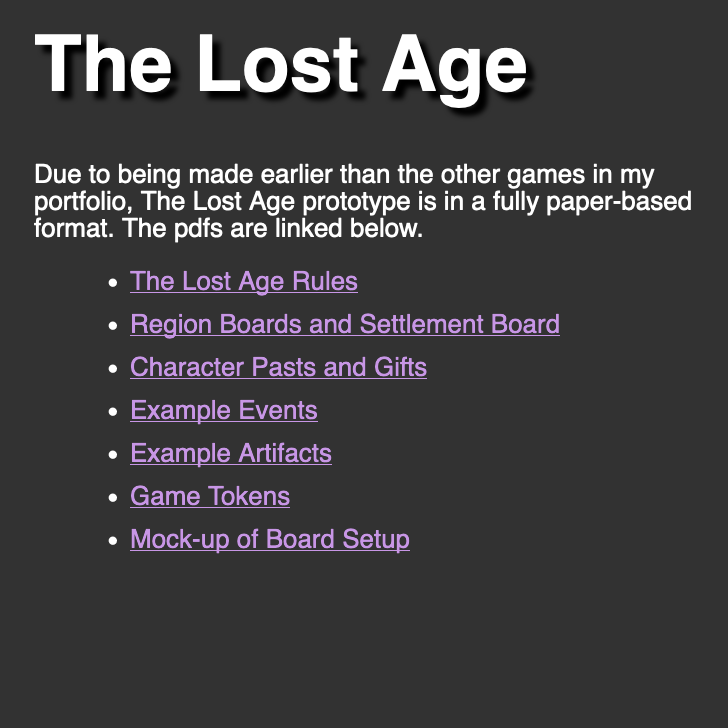 The Lost Age
Due to being made earlier than the other games in my
portfolio, The Lost Age prototype is in a fully paper-based
format. The pdfs are linked below.
The Lost Age Rules
Region Boards and Settlement Board
Character Pasts and Gifts
Example Events
Example Artifacts
Game Tokens
Mock-up of Board Setup